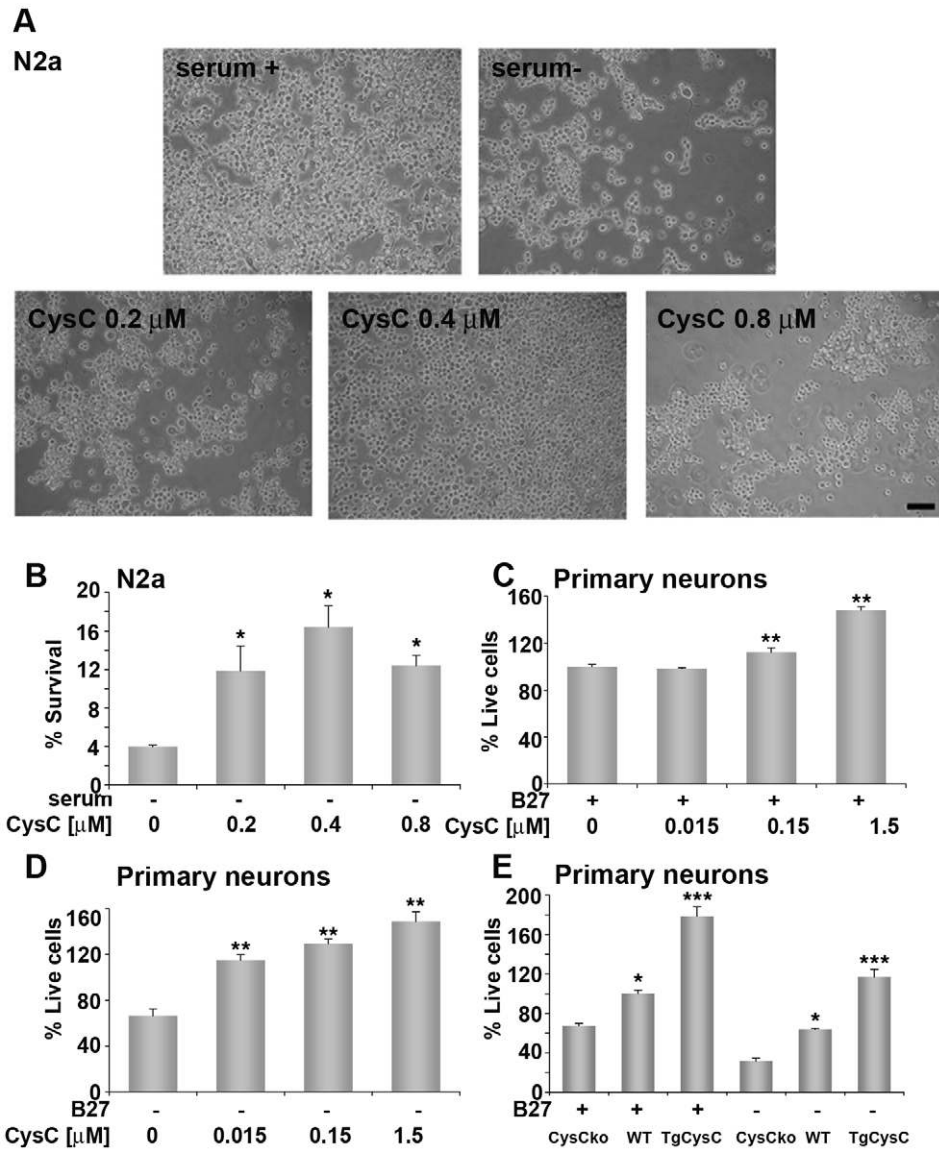 A
N2a
serum +
serum-
CysC 0.2 μM
CysC 0.4 μM
CysC 0.8 μM
B N2a
20
16
12
8
4
0
% Survival
*
*
*
serum - - - -
CysC [μM] 0 0.2 0.4 0.8
C Primary neurons
160
120
80
40
0
% Live cells
**
**
B27 + + + +
CysC [μM] 0 0.015 0.15 1.5
D Primary neurons
160
120
80
40
0
% Live cells
**
**
**
B27 - - - -
CysC [μM] 0 0.015 0.15 1.5
E Primary neurons
200
160
120
80
40
0
% Live cells
*
***
*
***
B27 + + + - - -
CysCko WT TgCysC CysCko WT TgCysC